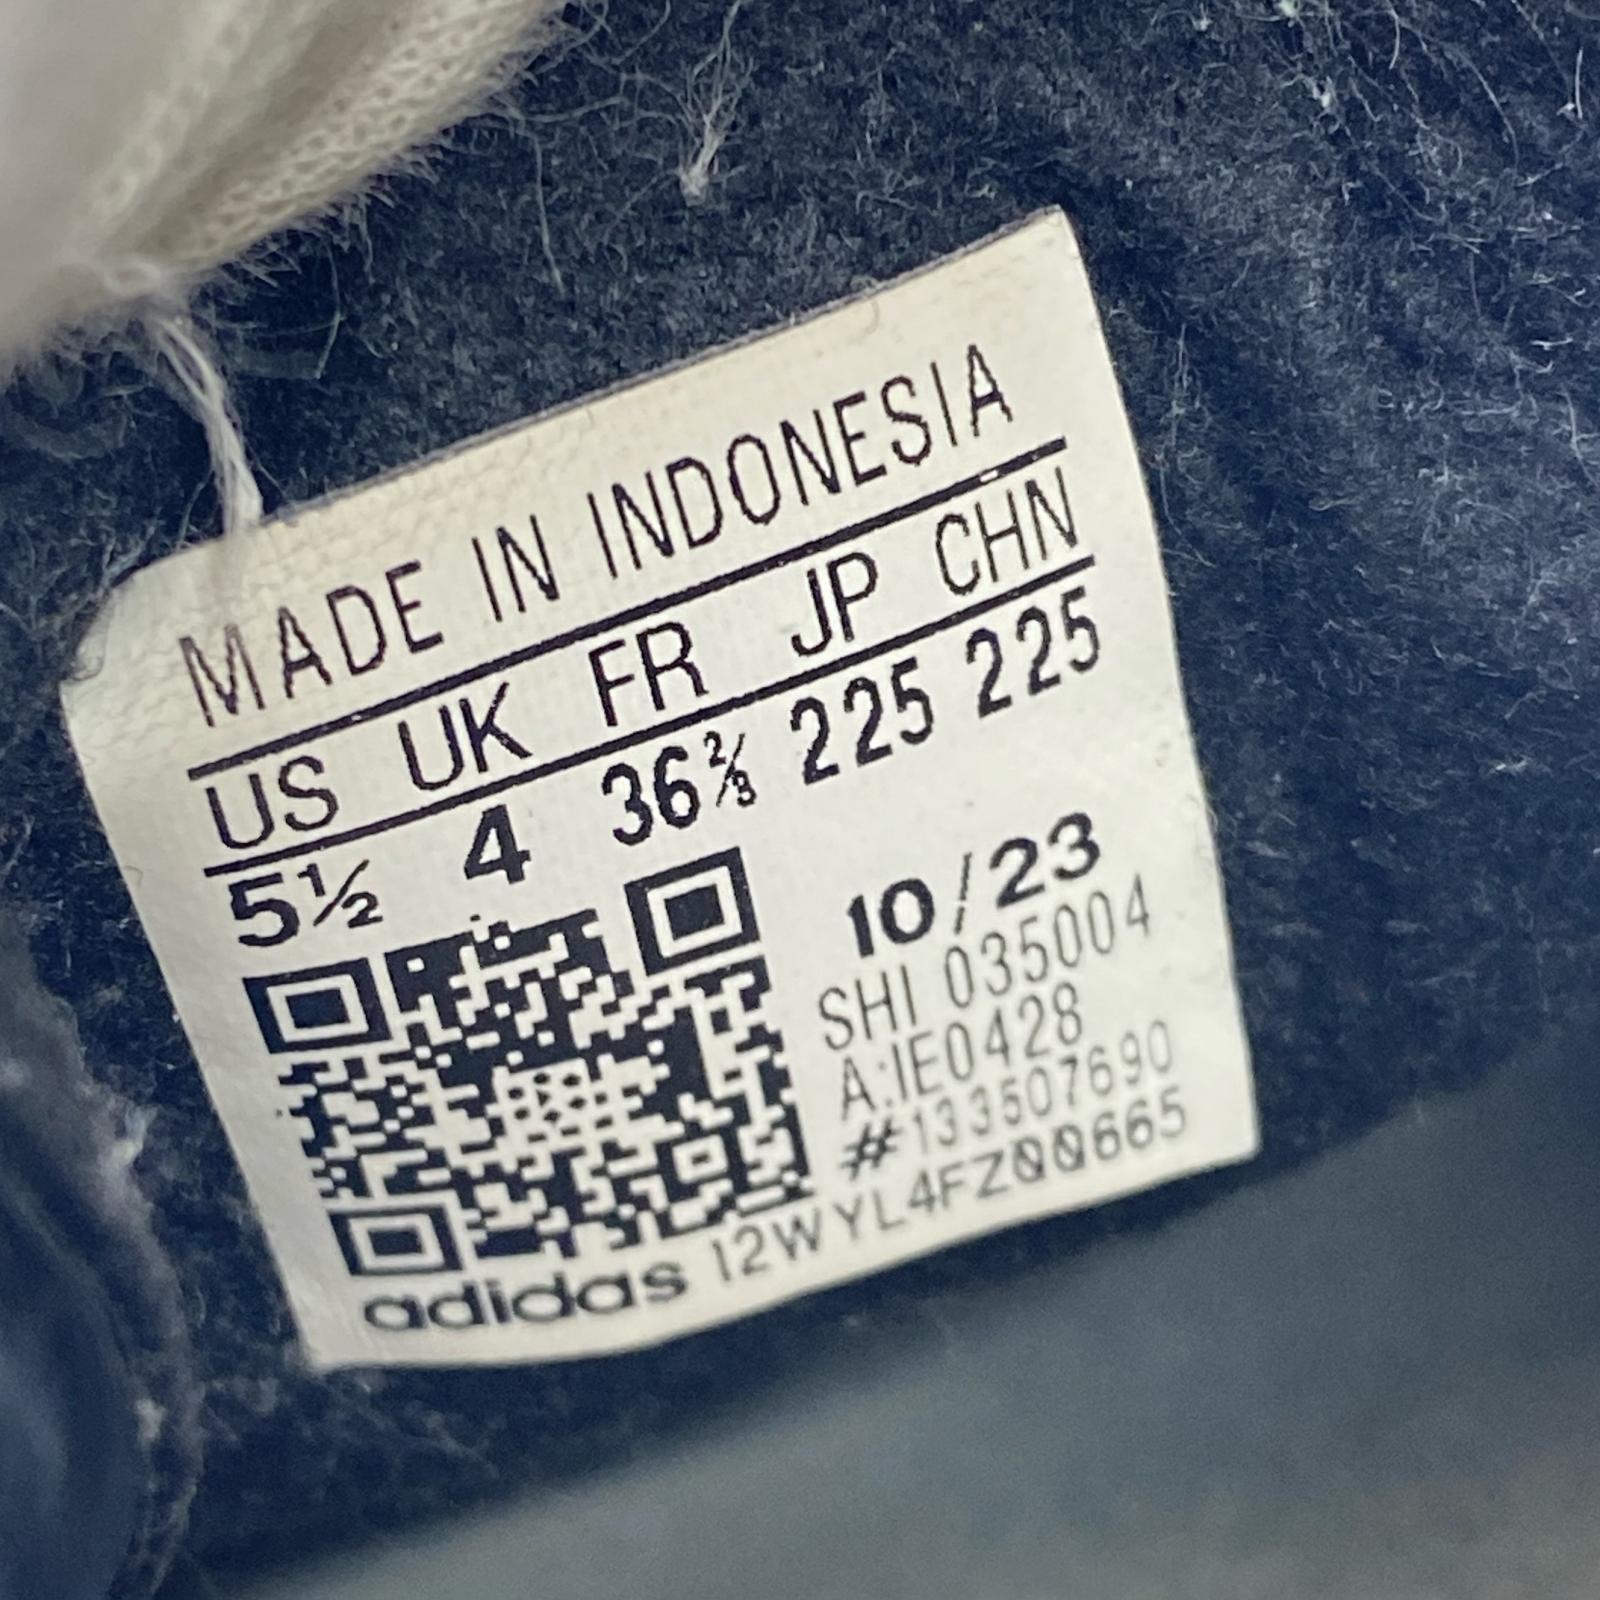 MADE IN INDONESIA
US UK FR JP CHN
5½ 4 36⅔ 225 225
10/23
SHI 035004
A:IE0428
#133507690
adidas 12WYL4FZ00665